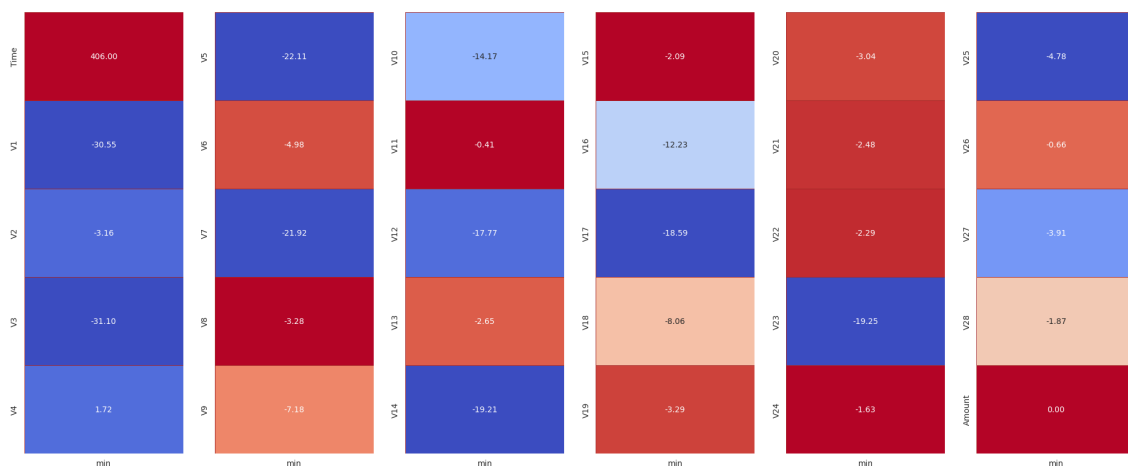 Time 406.00 V5 -22.11 V10 -14.17 V15 -2.09 V20 -3.04 V25 -4.78
V1 -30.55 V6 -4.98 V11 -0.41 V16 -12.23 V21 -2.48 V26 -0.66
V2 -3.16 V7 -21.92 V12 -17.77 V17 -18.59 V22 -2.29 V27 -3.91
V3 -31.10 V8 -3.28 V13 -2.65 V18 -8.06 V23 -19.25 V28 -1.87
V4 1.72 V9 -7.18 V14 -19.21 V19 -3.29 V24 -1.63 Amount 0.00
min min min min min min